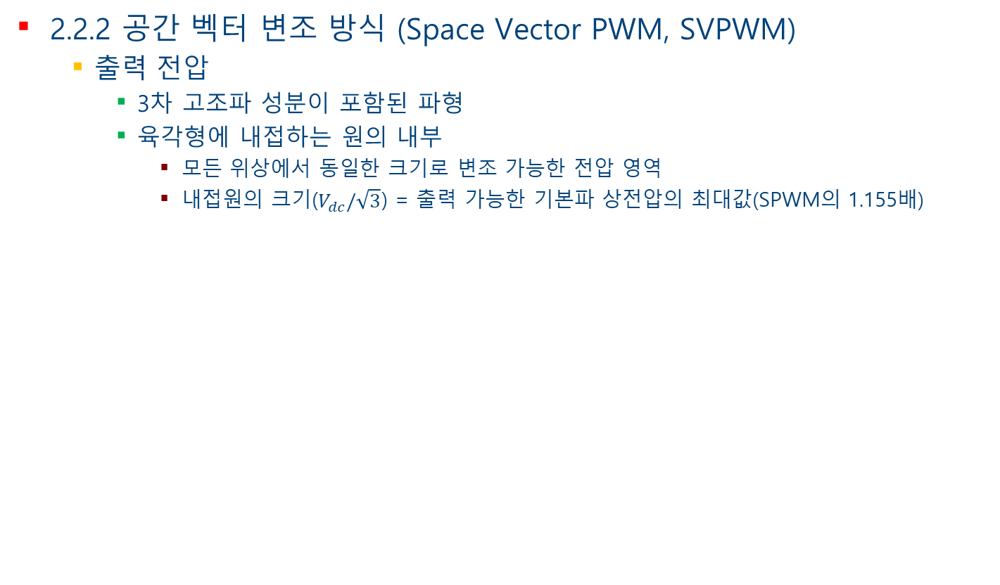 2.2.2 공간 벡터 변조 방식 (Space Vector PWM, SVPWM)
출력 전압
3차 고조파 성분이 포함된 파형
육각형에 내접하는 원의 내부
모든 위상에서 동일한 크기로 변조 가능한 전압 영역
내접원의 크기(V_dc/√3) = 출력 가능한 기본파 상전압의 최대값(SPWM의 1.155배)